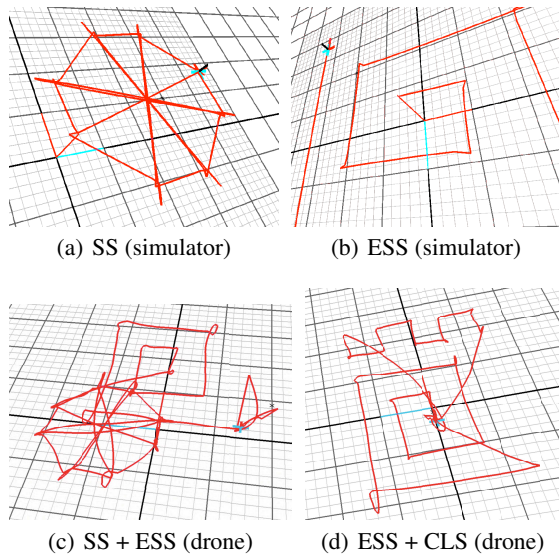 (a) SS (simulator)
(b) ESS (simulator)
(c) SS + ESS (drone)
(d) ESS + CLS (drone)